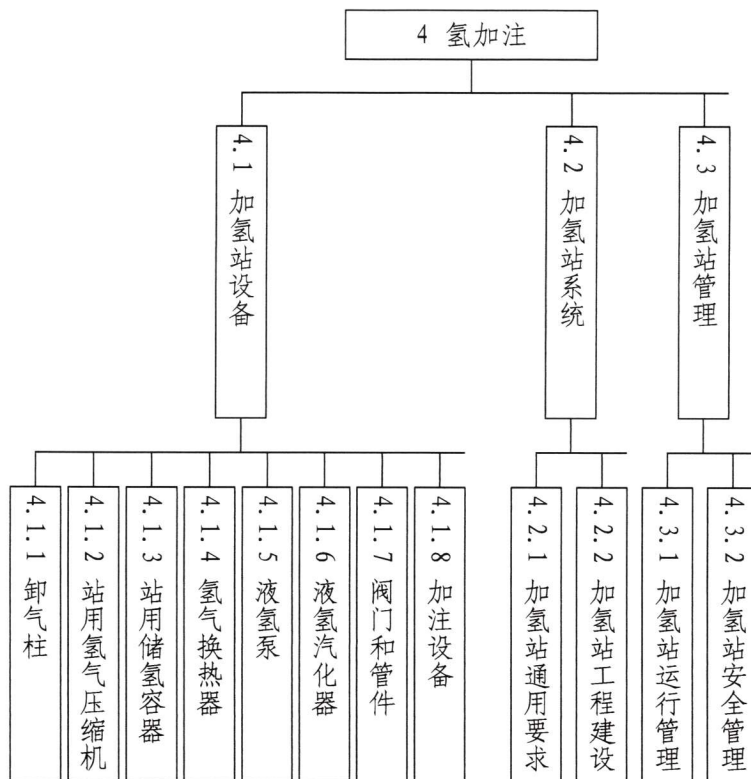 4 氢加注
4.1 加氢站设备
4.2 加氢站系统
4.3 加氢站管理
4.1.1 卸气柱
4.1.2 站用氢气压缩机
4.1.3 站用储氢容器
4.1.4 氢气换热器
4.1.5 液氢泵
4.1.6 液氢汽化器
4.1.7 阀门和管件
4.1.8 加注设备
4.2.1 加氢站通用要求
4.2.2 加氢站工程建设
4.3.1 加氢站运行管理
4.3.2 加氢站安全管理